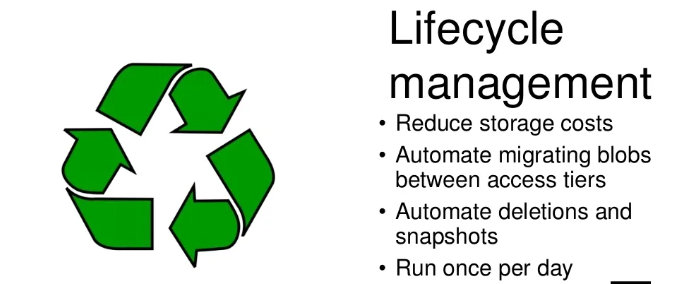 Lifecycle
management
• Reduce storage costs
• Automate migrating blobs
between access tiers
• Automate deletions and
snapshots
• Run once per day